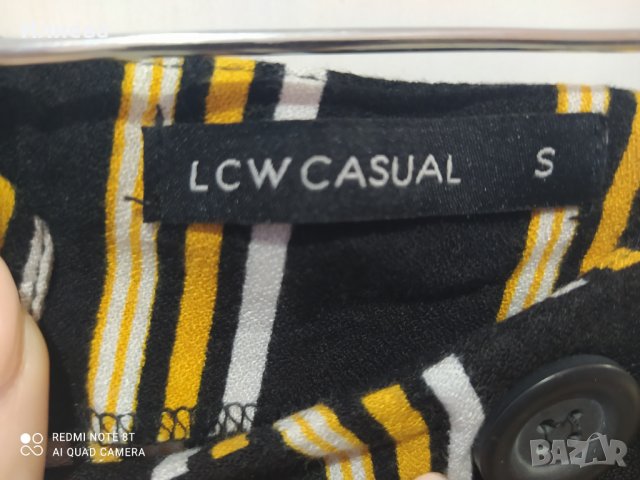 LCW CASUAL S
REDMI NOTE 8T
AI QUAD CAMERA
BAZAR